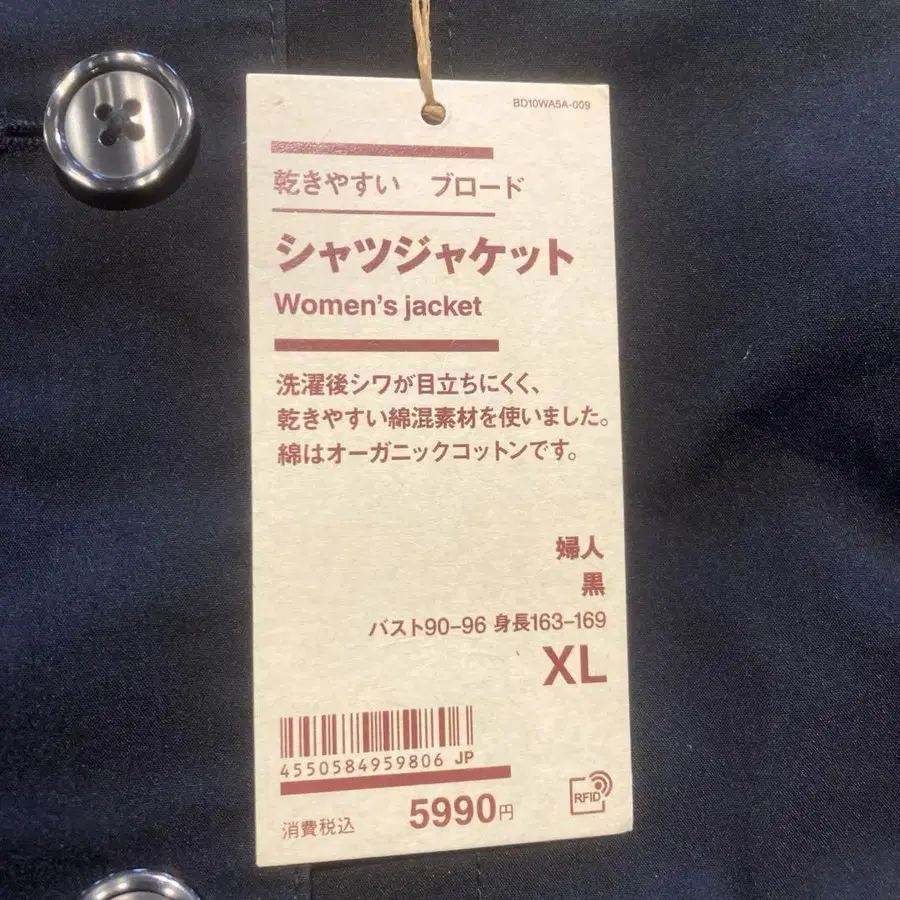 BD10WA5A-009
乾きやすい ブロード
シャツジャケット
Women's jacket
洗濯後シワが目立ちにくく、
乾きやすい綿混素材を使いました。
綿はオーガニックコットンです。
婦人
黒
バスト90-96 身長163-169
XL
4550584959806 JP
消費税込 5990円
RFID